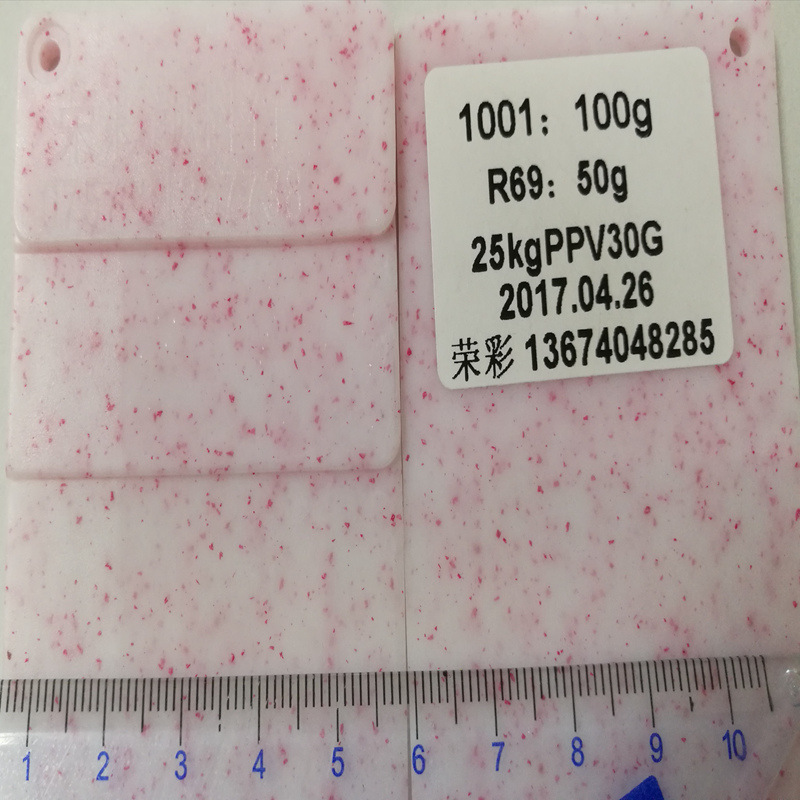 1001：100g
R69：50g
25kgPPV30G
2017.04.26
荣彩 13674048285
1 2 3 4 5 6 7 8 9 10